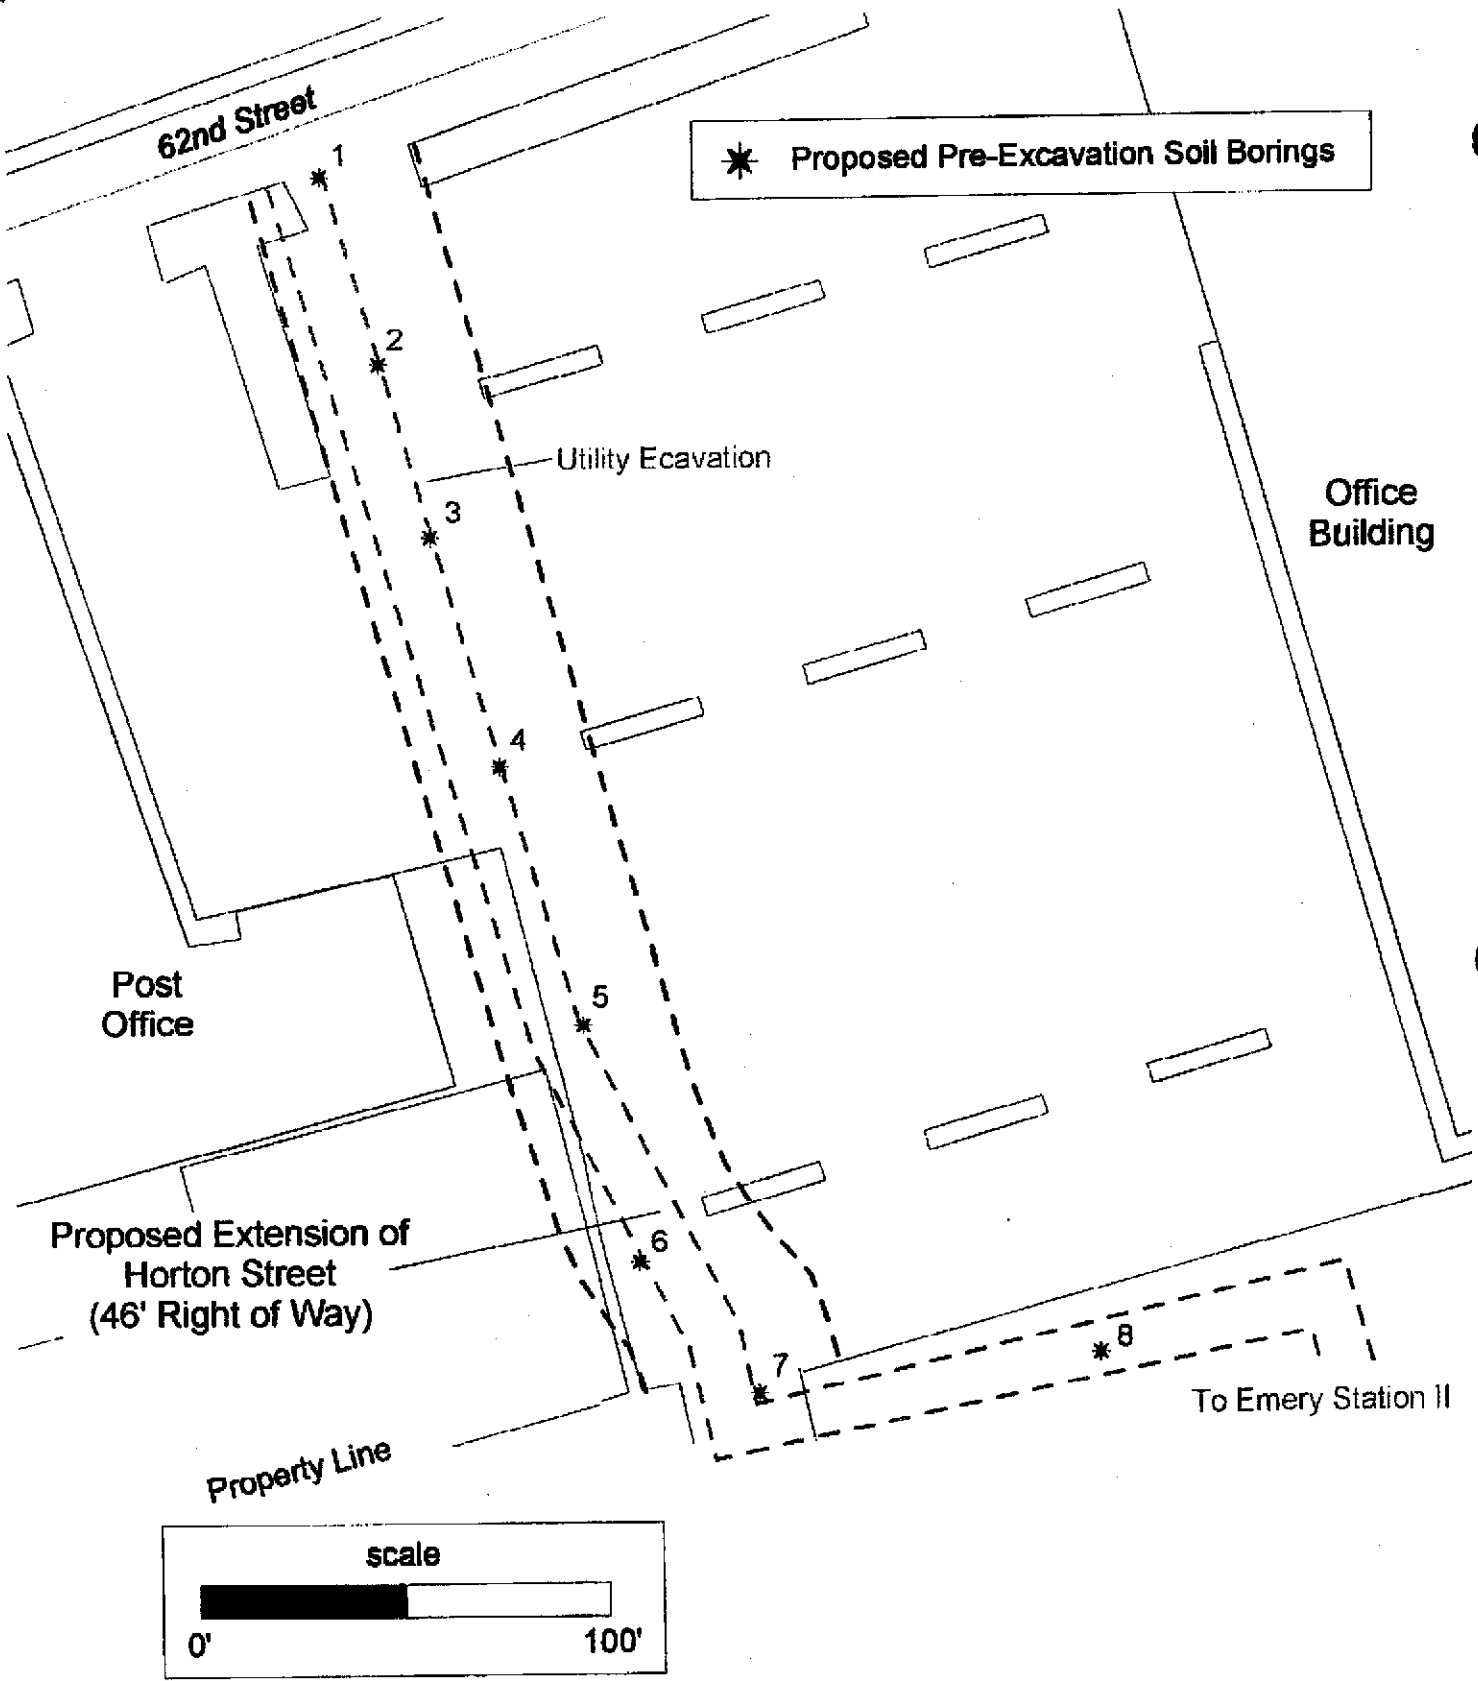 62nd Street
1
Proposed Pre-Excavation Soil Borings
2
Utility Ecavation
3
Office
Building
4
5
Post
Office
Proposed Extension of
Horton Street
(46' Right of Way)
6
7
8
To Emery Station II
Property Line
scale
0' 100'